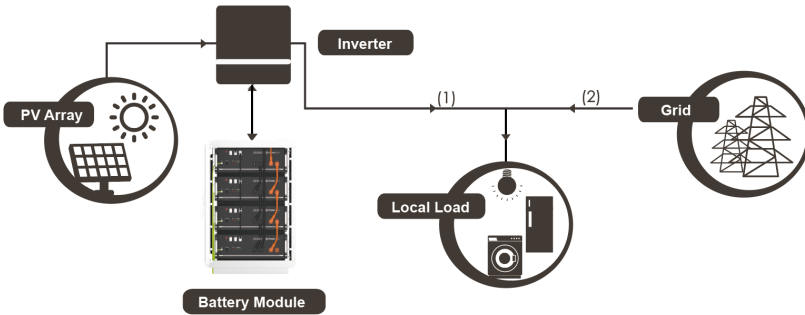 Inverter
PV Array
(1)
(2)
Grid
Local Load
Battery Module